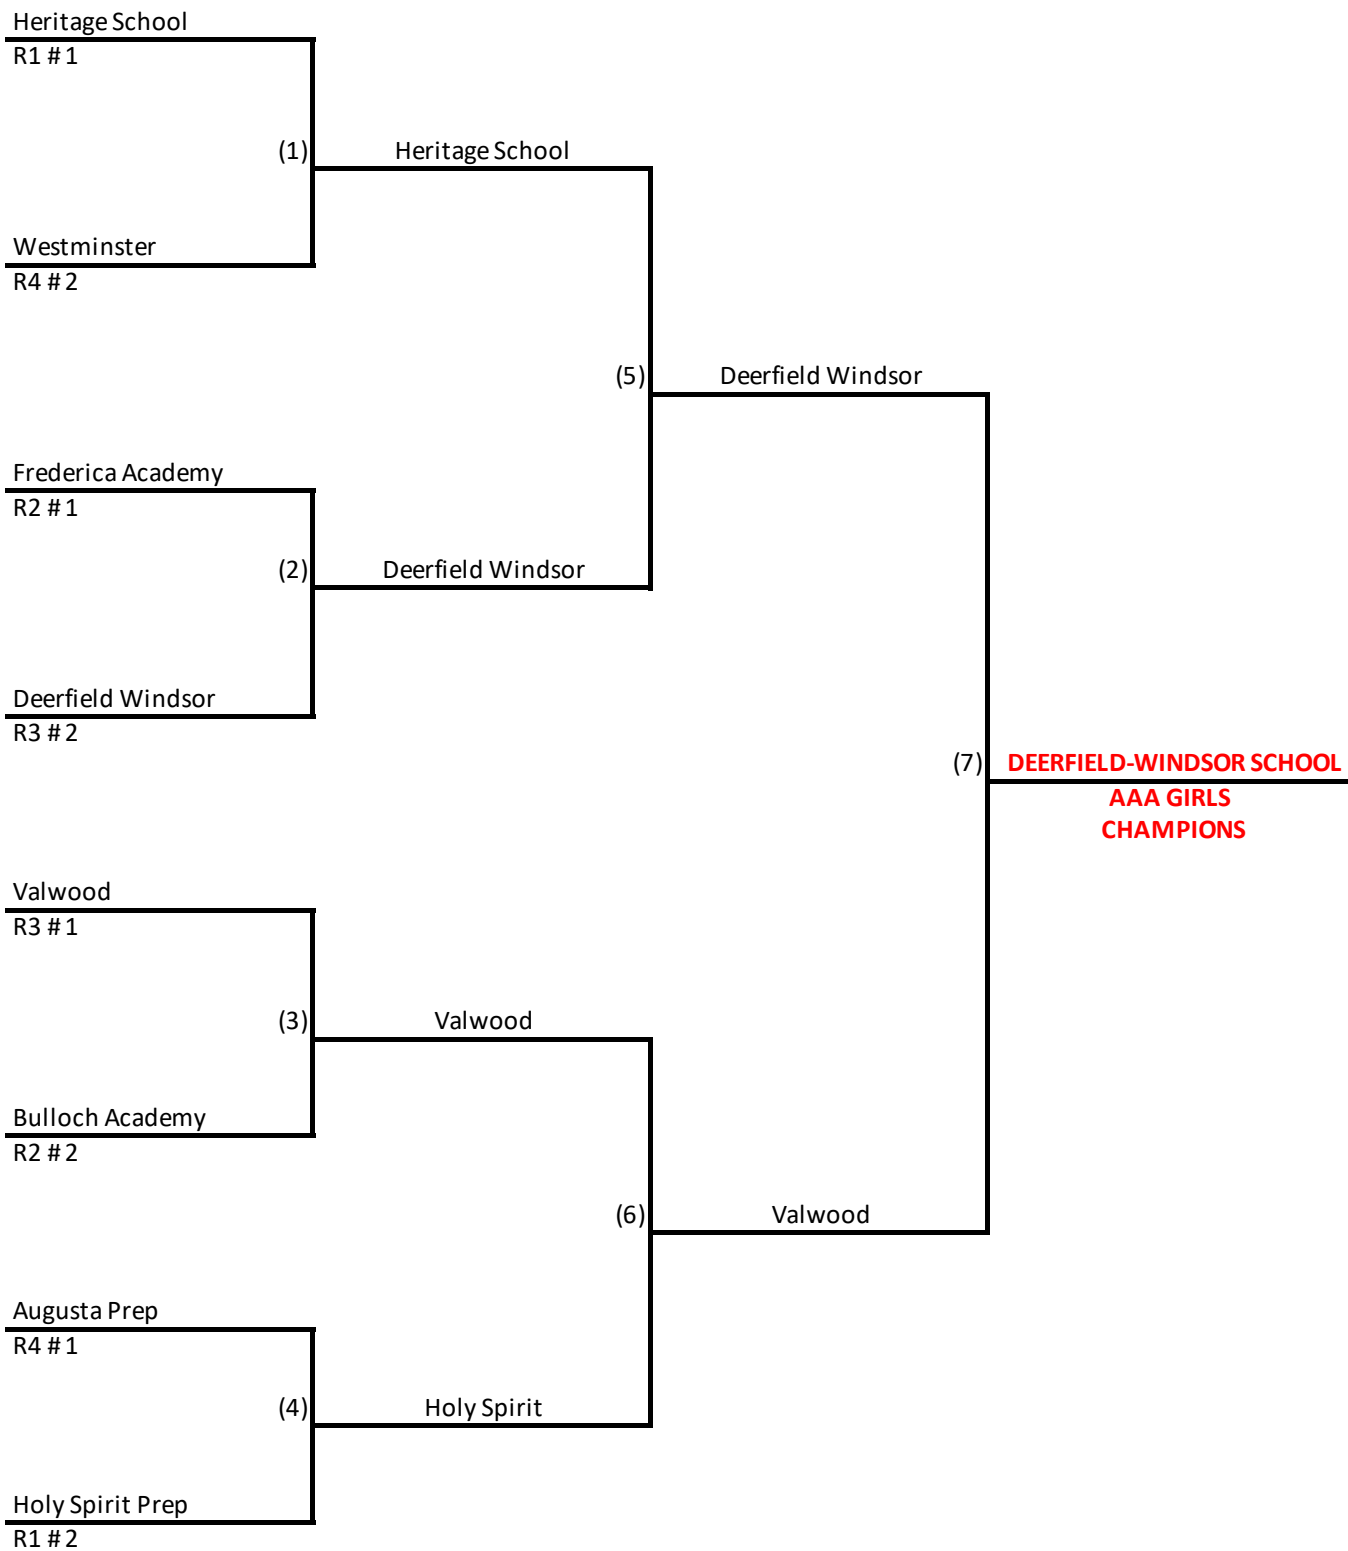 Heritage School
R1 # 1
(1)
Heritage School
Westminster
R4 # 2
(5)
Deerfield Windsor
Frederica Academy
R2 # 1
(2)
Deerfield Windsor
Deerfield Windsor
R3 # 2
(7)
DEERFIELD-WINDSOR SCHOOL
AAA GIRLS
CHAMPIONS
Valwood
R3 # 1
(3)
Valwood
Bulloch Academy
R2 # 2
(6)
Valwood
Augusta Prep
R4 # 1
(4)
Holy Spirit
Holy Spirit Prep
R1 # 2